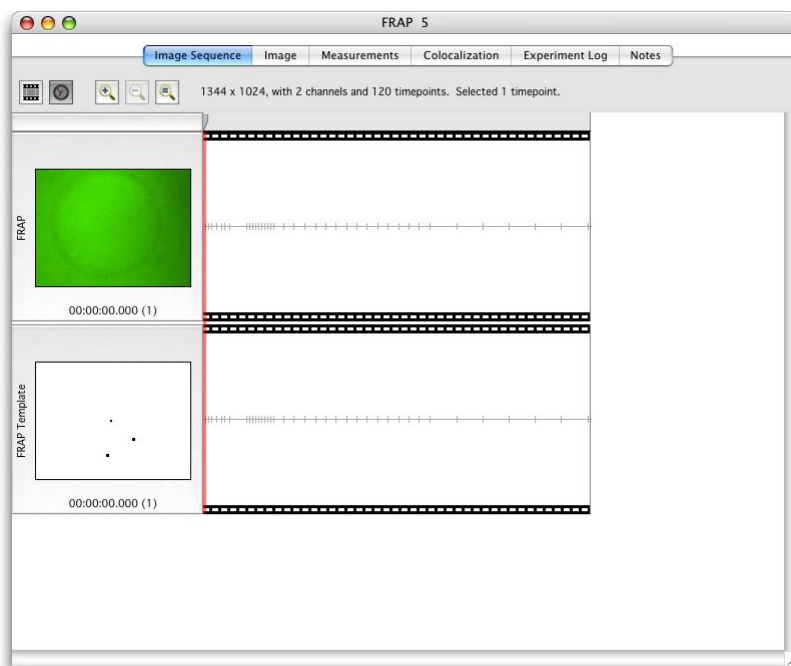 FRAP 5
Image Sequence Image Measurements Colocalization Experiment Log Notes
1344 x 1024, with 2 channels and 120 timepoints. Selected 1 timepoint.
FRAP
00:00:00.000 (1)
FRAP Template
00:00:00.000 (1)